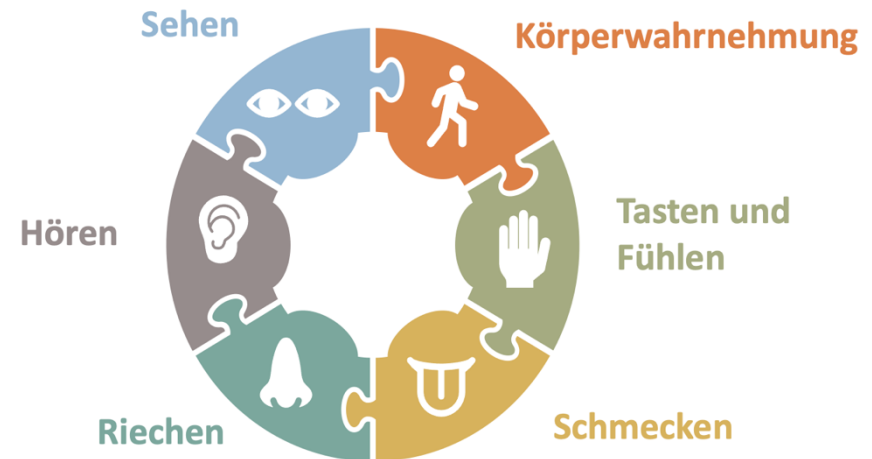 Sehen
Körperwahrnehmung
Hören
Tasten und
Fühlen
Riechen
Schmecken